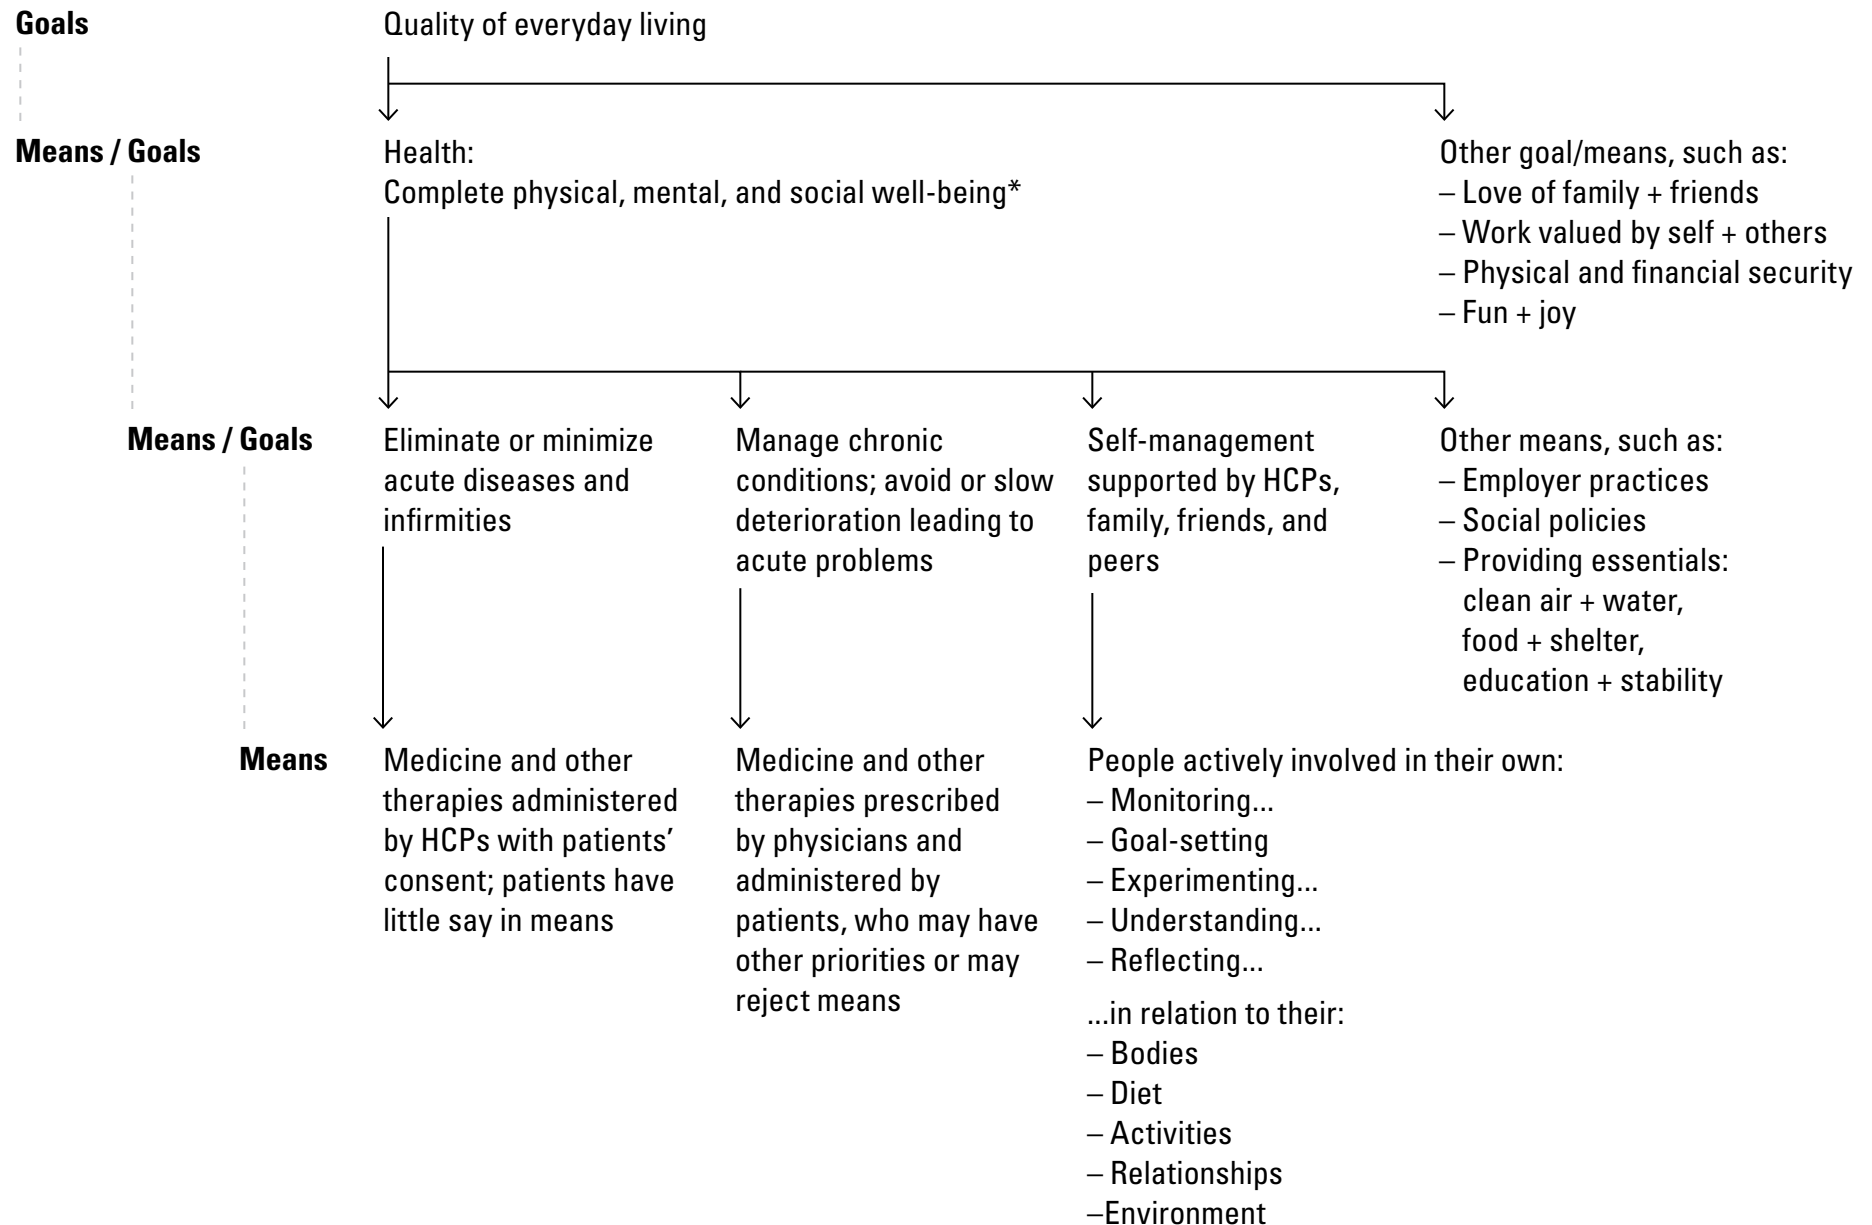 Goals
Quality of everyday living
Means / Goals
Health:
Complete physical, mental, and social well-being*
Other goal/means, such as:
– Love of family + friends
– Work valued by self + others
– Physical and financial security
– Fun + joy
Means / Goals
Eliminate or minimize
acute diseases and
infirmities
Manage chronic
conditions; avoid or slow
deterioration leading to
acute problems
Self-management
supported by HCPs,
family, friends, and
peers
Other means, such as:
– Employer practices
– Social policies
– Providing essentials:
clean air + water,
food + shelter,
education + stability
Means
Medicine and other
therapies administered
by HCPs with patients’
consent; patients have
little say in means
Medicine and other
therapies prescribed
by physicians and
administered by
patients, who may have
other priorities or may
reject means
People actively involved in their own:
– Monitoring...
– Goal-setting
– Experimenting...
– Understanding...
– Reflecting...
...in relation to their:
– Bodies
– Diet
– Activities
– Relationships
–Environment